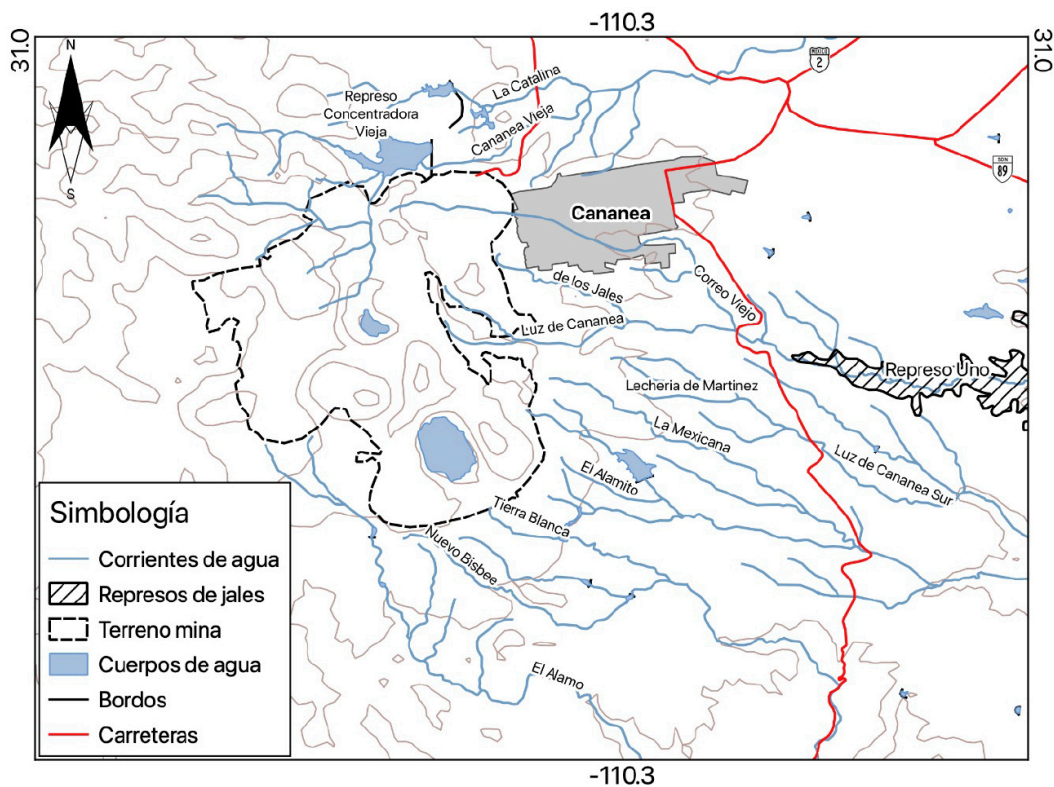 -110.3
31.0
31.0
N
S
CUOTA
2
SON
89
La Catalina
Represo
Concentradora
Vieja
Cananea Vieja
Cananea
de los Jales
Correo Viejo
Luz de Cananea
Represo Uno
Lecheria de Martinez
La Mexicana
Luz de Cananea Sur
El Alamito
Tierra Blanca
Nuevo Bisbee
El Alamo
Simbología
Corrientes de agua
Represos de jales
Terreno mina
Cuerpos de agua
Bordos
Carreteras
-110.3